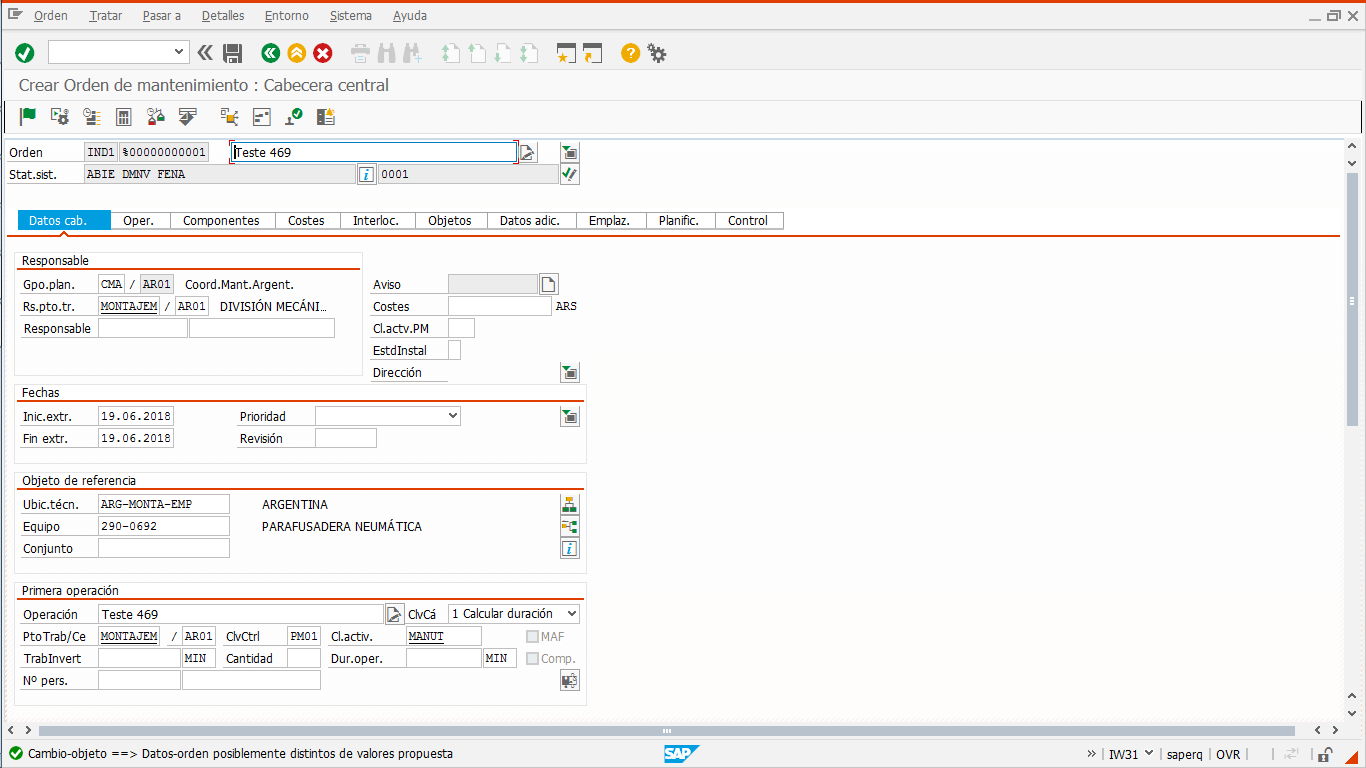 Orden Tratar Pasar a Detalles Entorno Sistema Ayuda
Crear Orden de mantenimiento : Cabecera central
Orden IND1 %00000000001 Teste 469
Stat.sist. ABIE DMNV FENA 0001
Datos cab. Oper. Componentes Costes Interloc. Objetos Datos adic. Emplaz. Planific. Control
Responsable
Gpo.plan. CMA / AR01 Coord.Mant.Argent. Aviso
Rs.pto.tr. MONTAJEM / AR01 DIVISIÓN MECÁNI... Costes ARS
Responsable Cl.actv.PM
EstdInstal
Dirección
Fechas
Inic.extr. 19.06.2018 Prioridad
Fin extr. 19.06.2018 Revisión
Objeto de referencia
Ubic.técn. ARG-MONTA-EMP ARGENTINA
Equipo 290-0692 PARAFUSADERA NEUMÁTICA
Conjunto
Primera operación
Operación Teste 469 ClvCá 1 Calcular duración
PtoTrab/Ce MONTAJEM / AR01 ClvCtrl PM01 Cl.activ. MANUT MAF
TrabInvert MIN Cantidad Dur.oper. MIN Comp.
Nº pers.
Cambio-objeto ==> Datos-orden posiblemente distintos de valores propuesta SAP » IW31 saperq OVR